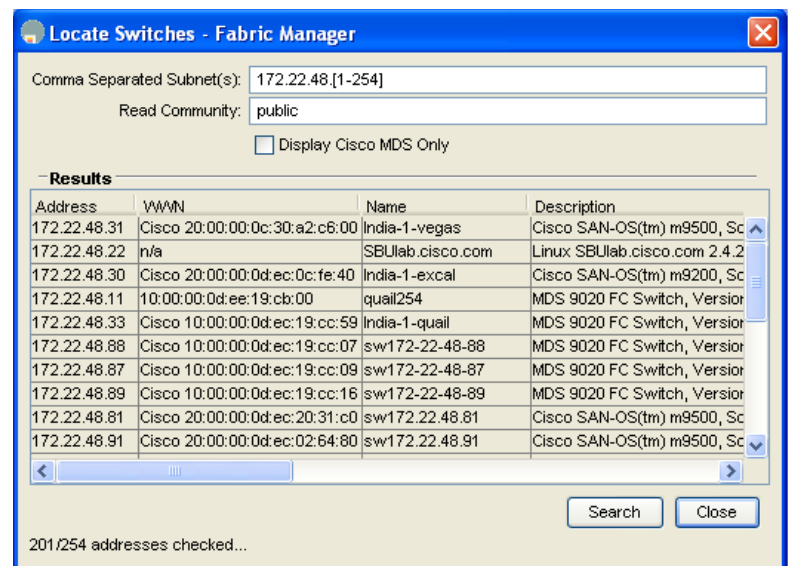 Locate Switches - Fabric Manager
Comma Separated Subnet(s): 172.22.48.[1-254]
Read Community: public
Display Cisco MDS Only
Results
Address WWN Name Description
172.22.48.31 Cisco 20:00:00:0c:30:a2:c6:00 India-1-vegas Cisco SAN-OS(tm) m9500, Sc
172.22.48.22 n/a SBUlab.cisco.com Linux SBUlab.cisco.com 2.4.2
172.22.48.30 Cisco 20:00:00:0d:ec:0c:fe:40 India-1-excal Cisco SAN-OS(tm) m9200, Sc
172.22.48.11 10:00:00:0d:ee:19:cb:00 quail254 MDS 9020 FC Switch, Version
172.22.48.33 Cisco 10:00:00:0d:ec:19:cc:59 India-1-quail MDS 9020 FC Switch, Version
172.22.48.88 Cisco 10:00:00:0d:ec:19:cc:07 sw172-22-48-88 MDS 9020 FC Switch, Version
172.22.48.87 Cisco 10:00:00:0d:ec:19:cc:09 sw172-22-48-87 MDS 9020 FC Switch, Version
172.22.48.89 Cisco 10:00:00:0d:ec:19:cc:16 sw172-22-48-89 MDS 9020 FC Switch, Version
172.22.48.81 Cisco 20:00:00:0d:ec:20:31:c0 sw172.22.48.81 Cisco SAN-OS(tm) m9500, Sc
172.22.48.91 Cisco 20:00:00:0d:ec:02:64:80 sw172.22.48.91 Cisco SAN-OS(tm) m9500, Sc
Search Close
201/254 addresses checked...